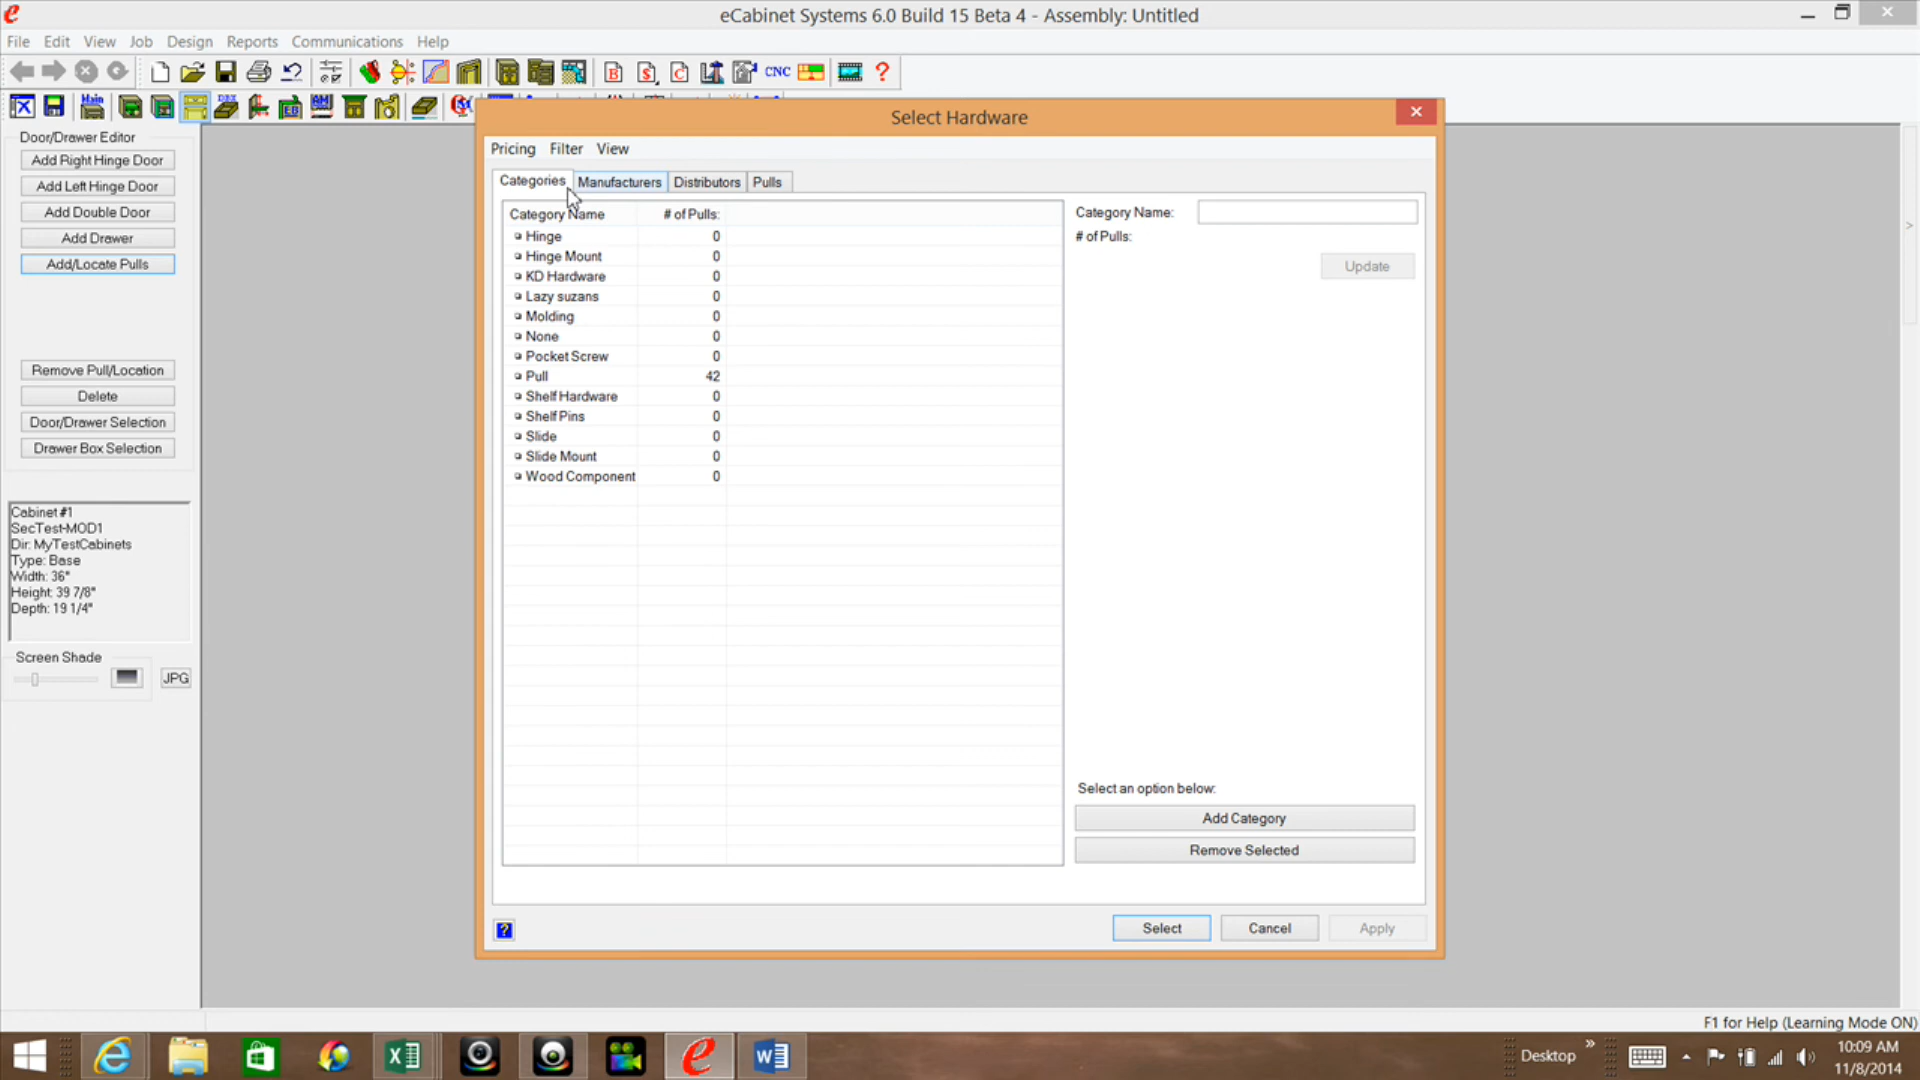 eCabinet Systems 6.0 Build 15 Beta 4 - Assembly: Untitled
File Edit View Job Design Reports Communications Help
B $ C CNC ?
Main
Door/Drawer Editor
Add Right Hinge Door
Add Left Hinge Door
Add Double Door
Add Drawer
Add/Locate Pulls
Remove Pull/Location
Delete
Door/Drawer Selection
Drawer Box Selection
Cabinet #1
SecTest-MOD1
Dir: MyTestCabinets
Type: Base
Width: 36"
Height: 39 7/8"
Depth: 19 1/4"
Screen Shade
JPG
Select Hardware
Pricing Filter View
Categories Manufacturers Distributors Pulls
Category Name # of Pulls:
Hinge 0
Hinge Mount 0
KD Hardware 0
Lazy suzans 0
Molding 0
None 0
Pocket Screw 0
Pull 42
Shelf Hardware 0
Shelf Pins 0
Slide 0
Slide Mount 0
Wood Component 0
Category Name:
# of Pulls:
Update
Select an option below:
Add Category
Remove Selected
? Select Cancel Apply
F1 for Help (Learning Mode ON)
Desktop
10:09 AM
11/8/2014